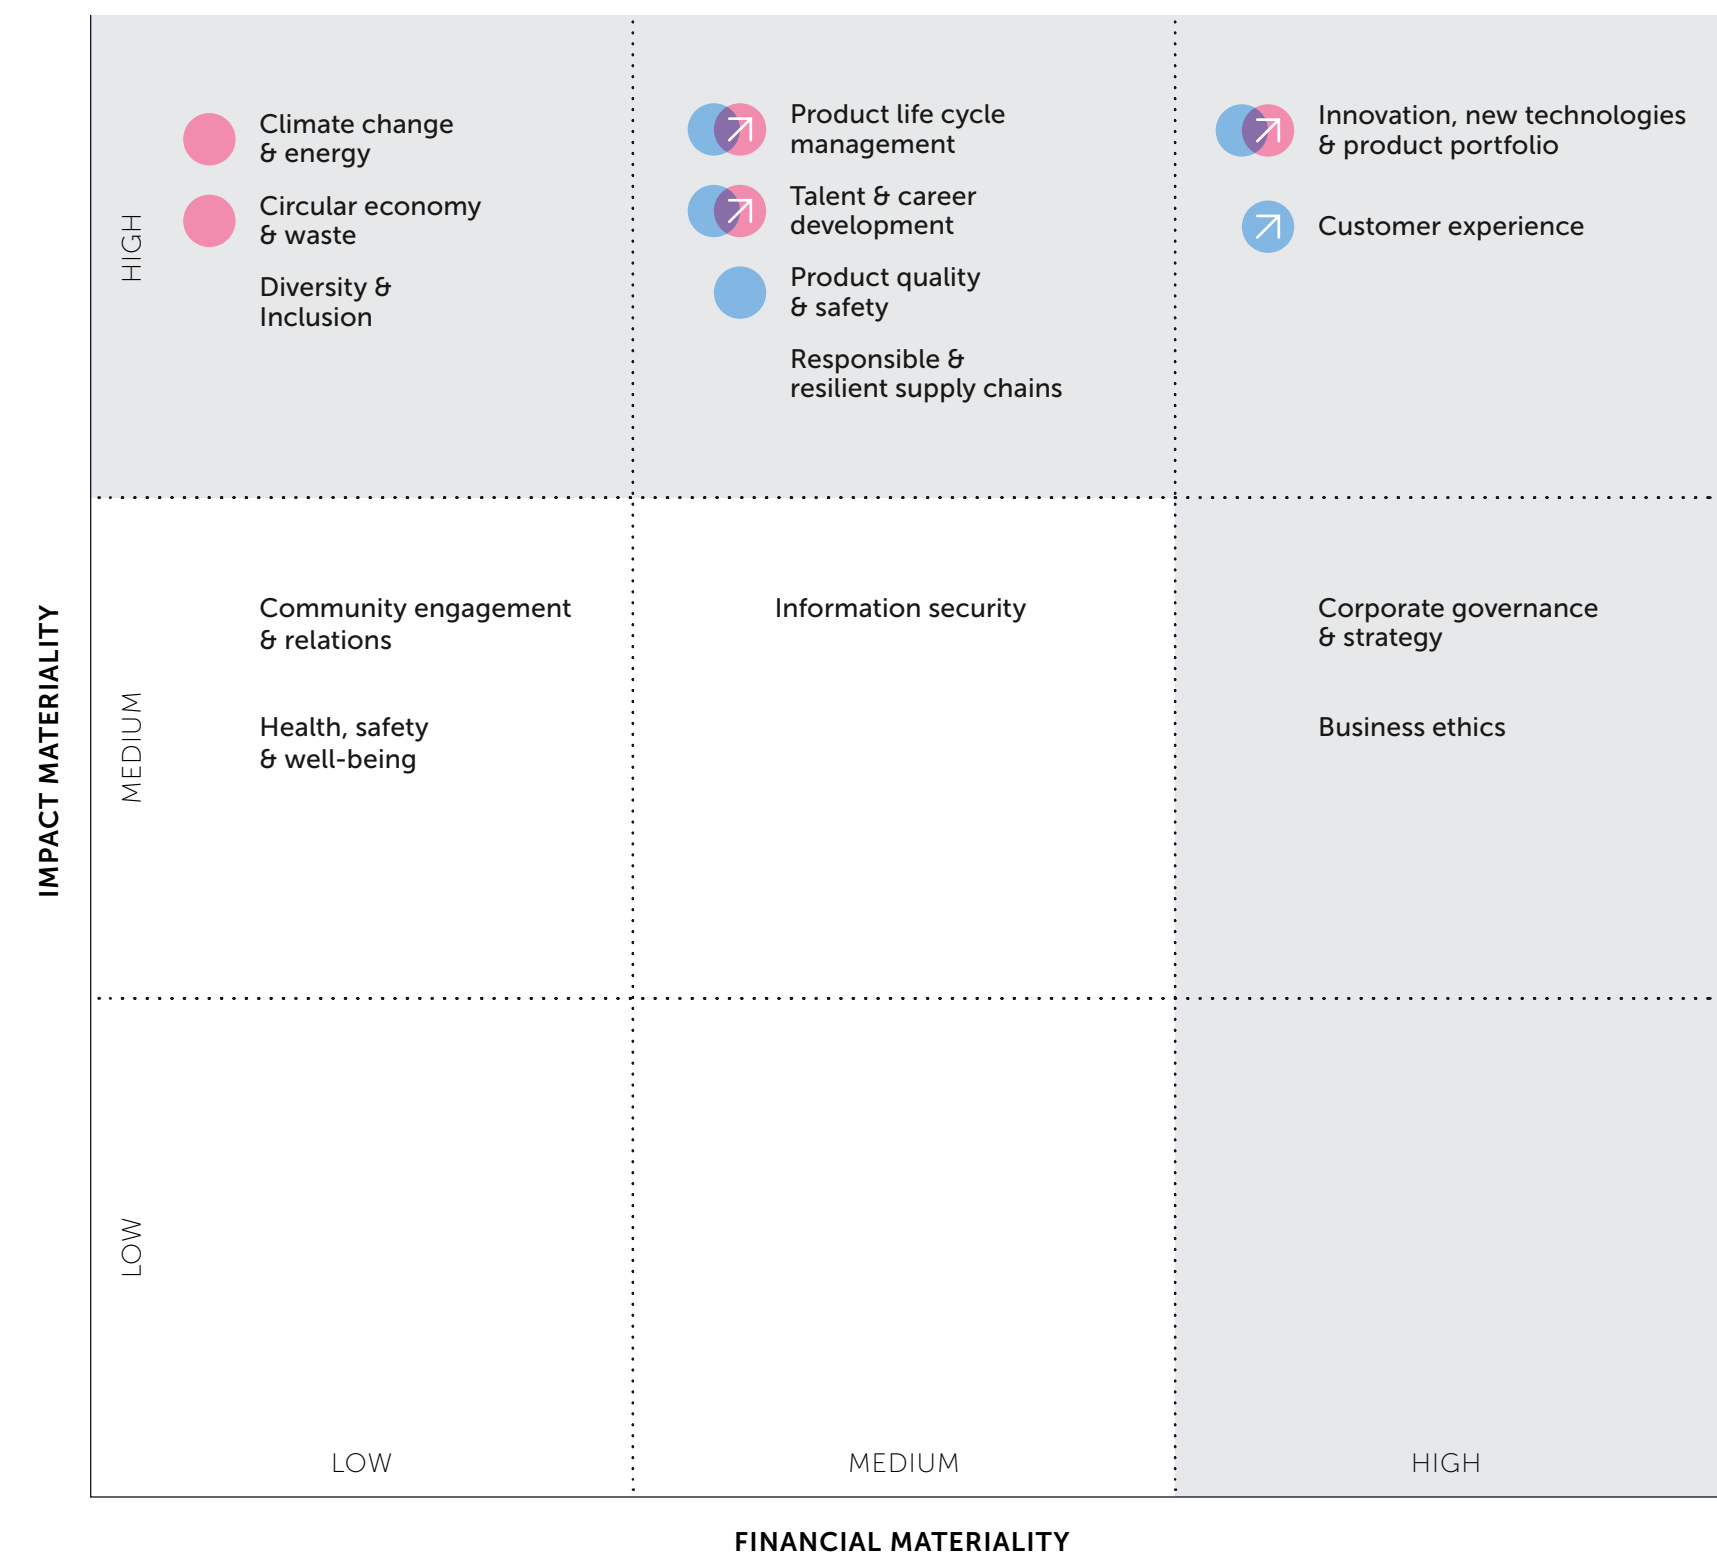 IMPACT MATERIALITY
HIGH
Climate change
& energy
Circular economy
& waste
Diversity &
Inclusion
Product life cycle
management
Talent & career
development
Product quality
& safety
Responsible &
resilient supply chains
Innovation, new technologies
& product portfolio
Customer experience
MEDIUM
Community engagement
& relations
Health, safety
& well-being
Information security
Corporate governance
& strategy
Business ethics
LOW
LOW
MEDIUM
HIGH
FINANCIAL MATERIALITY